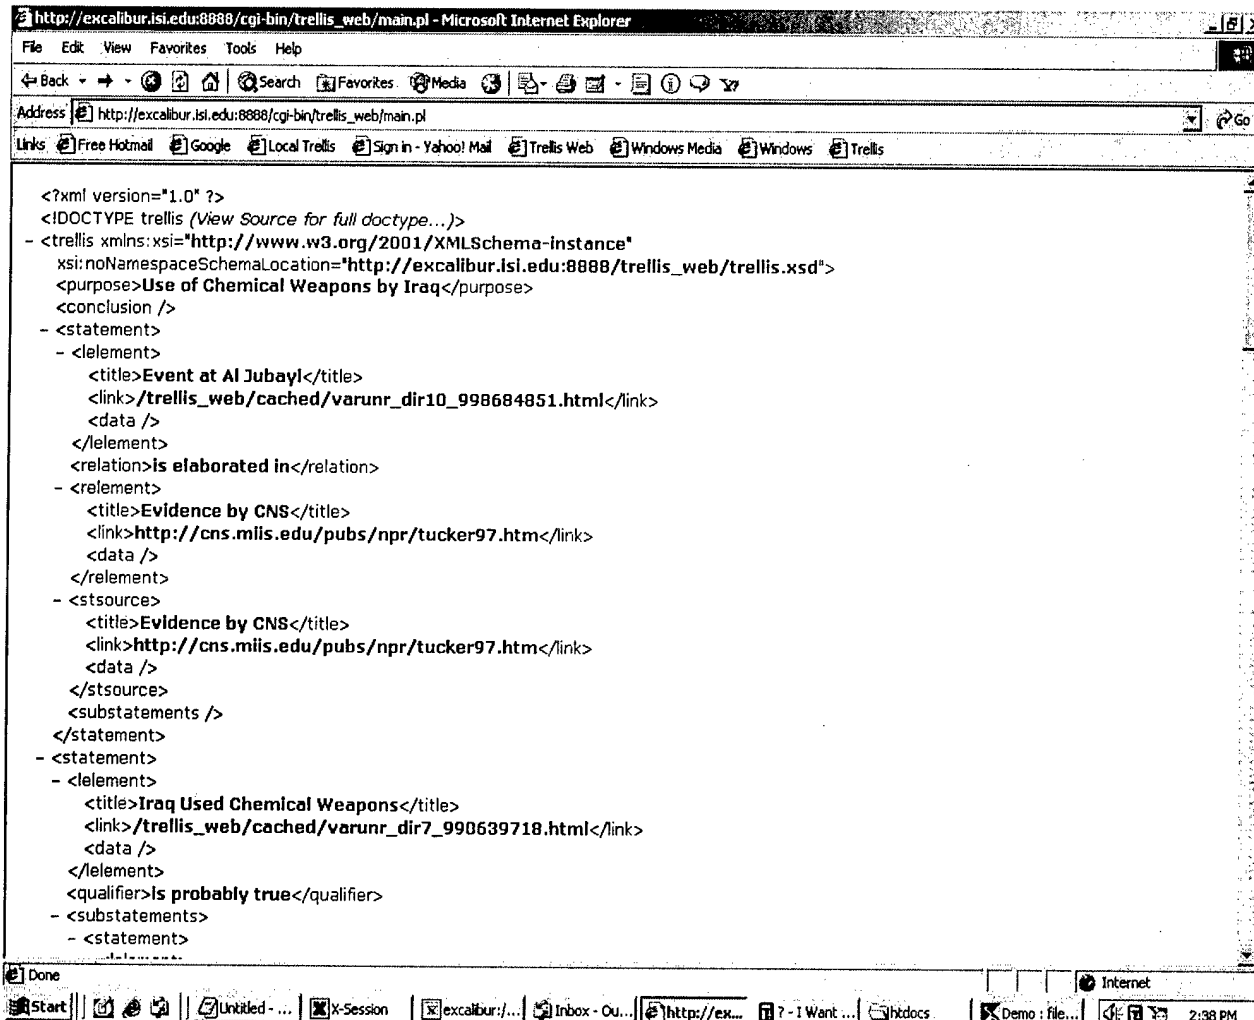 http://excalibur.isi.edu:8888/cgi-bin/trellis_web/main.pl - Microsoft Internet Explorer
File Edit View Favorites Tools Help
Back Search Favorites Media
Address http://excalibur.isi.edu:8888/cgi-bin/trellis_web/main.pl Go
Links Free Hotmail Google Local Trellis Sign in - Yahoo! Mail Trellis Web Windows Media Windows Trellis
<?xml version="1.0" ?>
<!DOCTYPE trellis (View Source for full doctype...)>
- <trellis xmlns:xsi="http://www.w3.org/2001/XMLSchema-instance"
xsi:noNamespaceSchemaLocation="http://excalibur.isi.edu:8888/trellis_web/trellis.xsd">
<purpose>Use of Chemical Weapons by Iraq</purpose>
<conclusion />
- <statement>
- <lelement>
<title>Event at Al Jubayl</title>
<link>/trellis_web/cached/varunr_dir10_998684851.html</link>
<data />
</lelement>
<relation>is elaborated in</relation>
- <relement>
<title>Evidence by CNS</title>
<link>http://cns.miis.edu/pubs/npr/tucker97.htm</link>
<data />
</relement>
- <stsource>
<title>Evidence by CNS</title>
<link>http://cns.miis.edu/pubs/npr/tucker97.htm</link>
<data />
</stsource>
<substatements />
</statement>
- <statement>
- <lelement>
<title>Iraq Used Chemical Weapons</title>
<link>/trellis_web/cached/varunr_dir7_998639718.html</link>
<data />
</lelement>
<qualifier>is probably true</qualifier>
- <substatements>
- <statement>
Done Internet
Start Untitled - ... X-Session excalibur:/... Inbox - Ou... http://ex... ? - I Want ... htdocs Demo : file... 2:38 PM